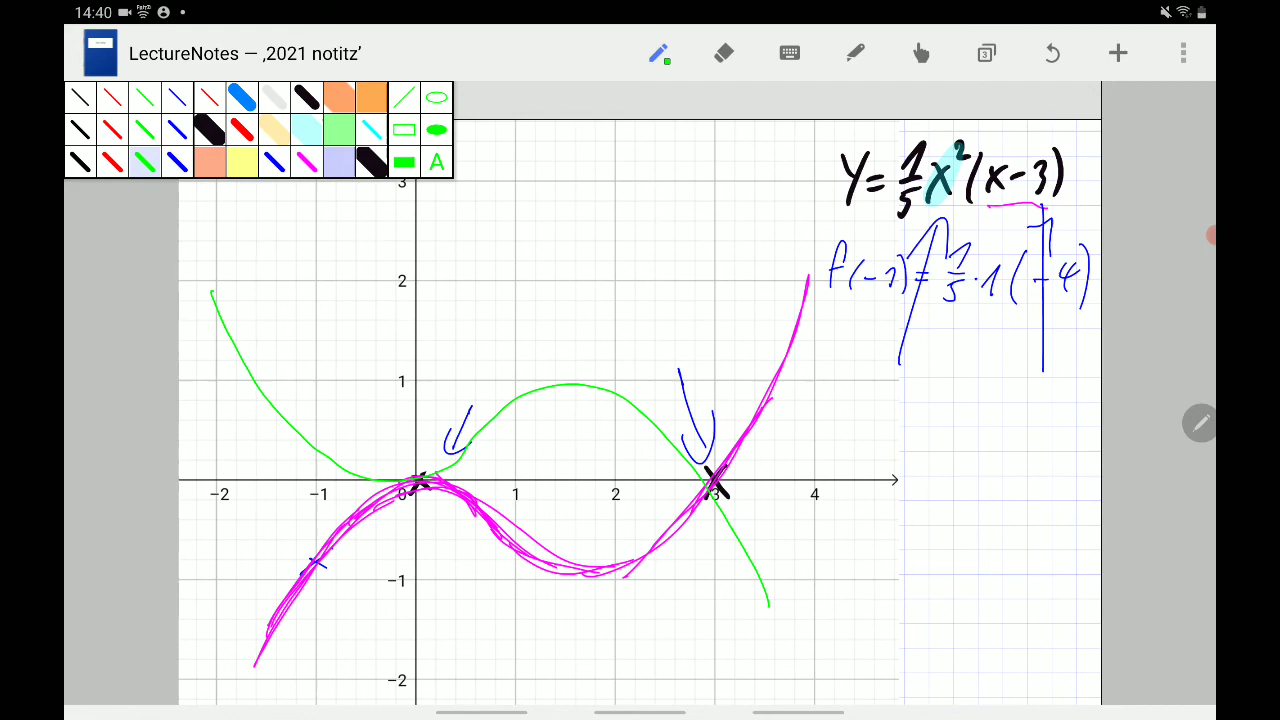 14:40
LectureNotes — ‚2021 notitz’
A
3
y = 1/5 x²(x-3)
f(-1) = 1/5 · 1 (-4)
2
1
-2 -1 0 1 2 3 4
-1
-2